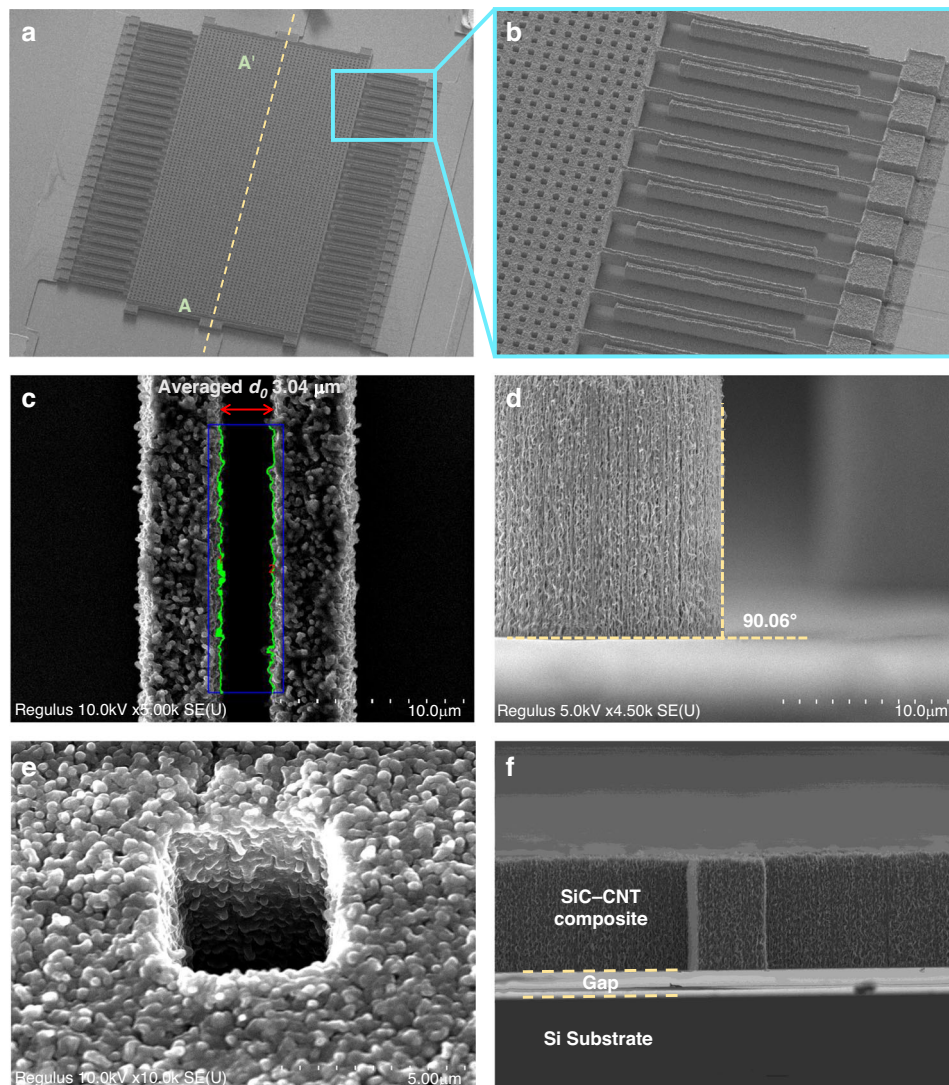 a
A'
A
b
c
Averaged d₀ 3.04 μm
Regulus 10.0kV x5.00k SE(U)
10.0μm
d
90.06°
Regulus 5.0kV x4.50k SE(U)
10.0μm
e
Regulus 10.0kV x10.0k SE(U)
5.00μm
f
SiC–CNT
composite
Gap
Si Substrate